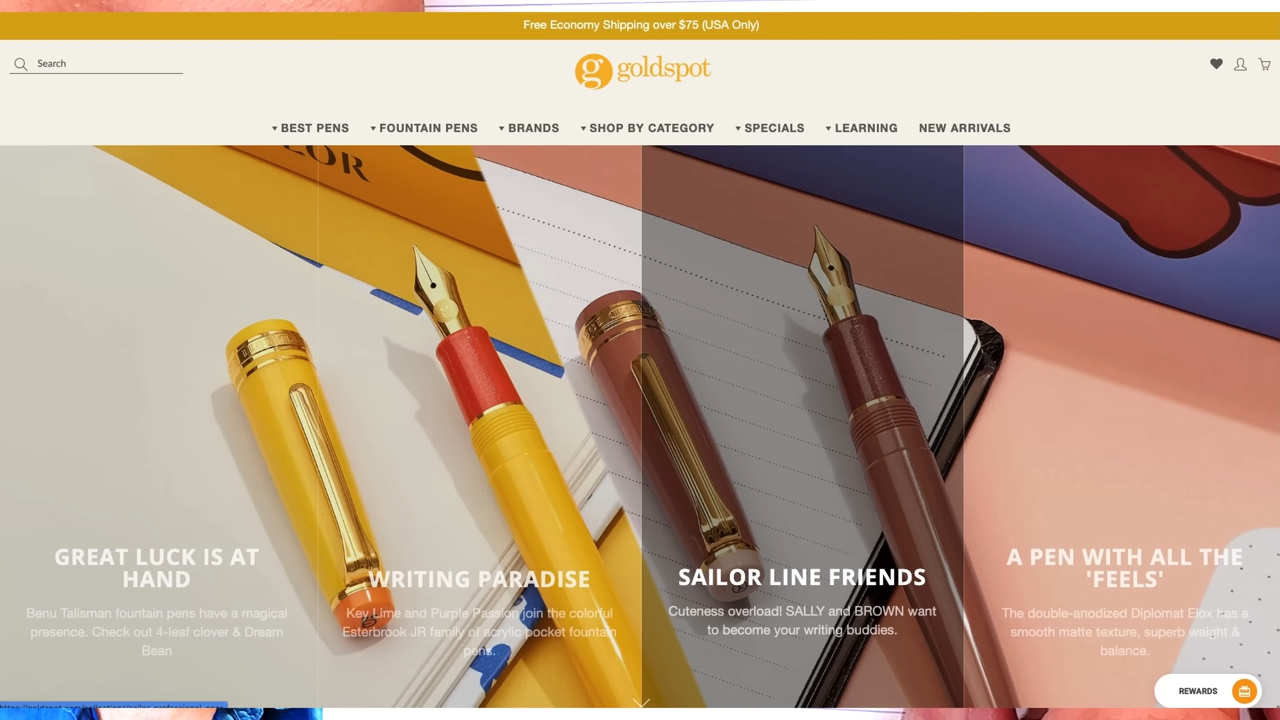 Free Economy Shipping over $75 (USA Only)
Search
g goldspot
BEST PENS
FOUNTAIN PENS
BRANDS
SHOP BY CATEGORY
SPECIALS
LEARNING
NEW ARRIVALS
LOR
GREAT LUCK IS AT
HAND
Benu Talisman fountain pens have a magical
presence. Check out 4-leaf clover & Dream
Bean
WRITING PARADISE
Key Lime and Purple Passion join the colorful
Esterbrook JR family of acrylic pocket fountain
pens.
SAILOR LINE FRIENDS
Cuteness overload! SALLY and BROWN want
to become your writing buddies.
A PEN WITH ALL THE
'FEELS'
The double-anodized Diplomat Elox has a
smooth matte texture, superb weight &
balance.
REWARDS